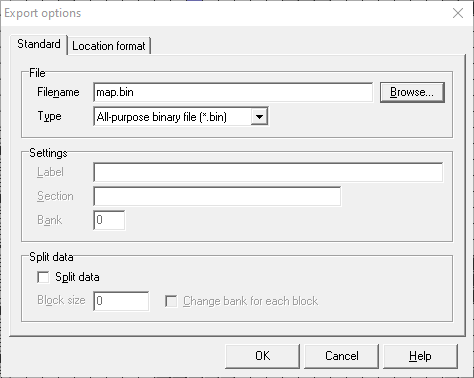 Export options
Standard Location format
File
Filename map.bin Browse...
Type All-purpose binary file (*.bin)
Settings
Label
Section
Bank 0
Split data
Split data
Block size 0 Change bank for each block
OK Cancel Help